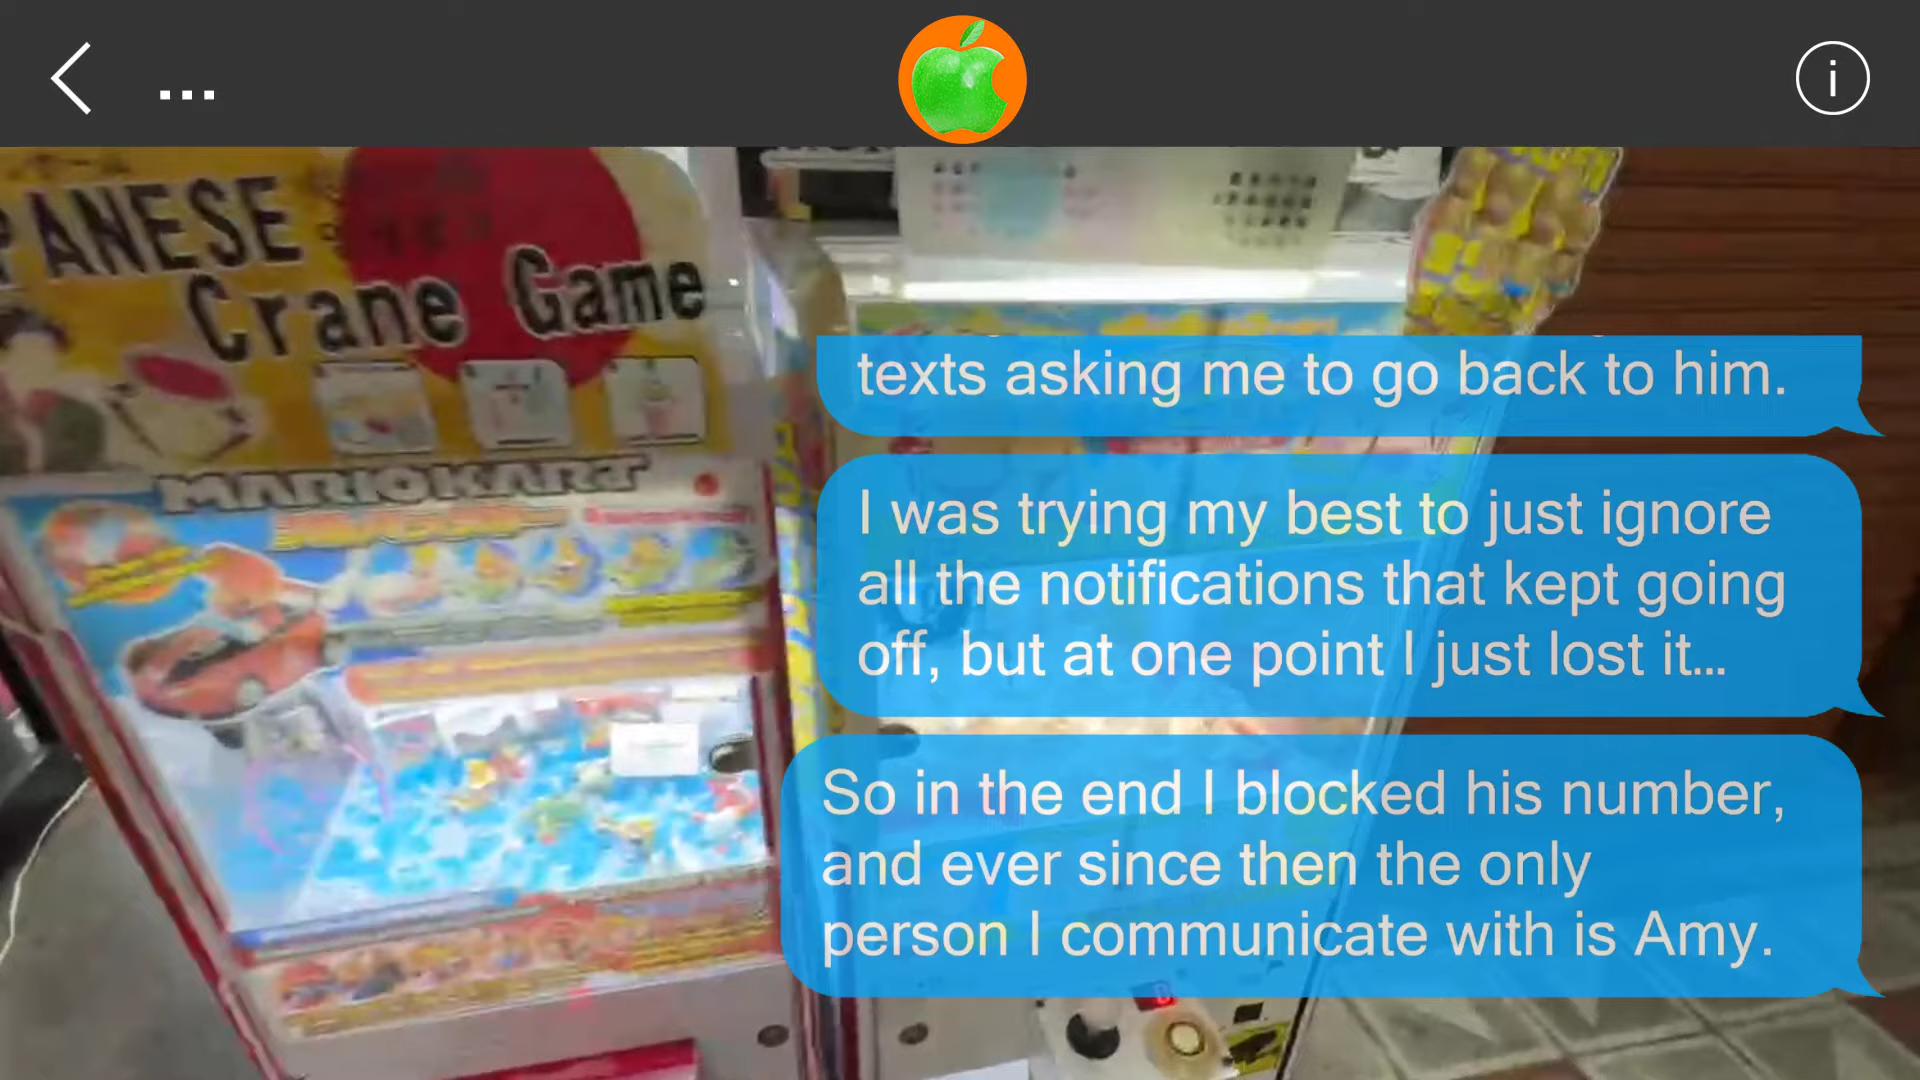 ...
i
PANESE
Crane Game
MARIOKART
texts asking me to go back to him.
I was trying my best to just ignore
all the notifications that kept going
off, but at one point I just lost it...
So in the end I blocked his number,
and ever since then the only
person I communicate with is Amy.